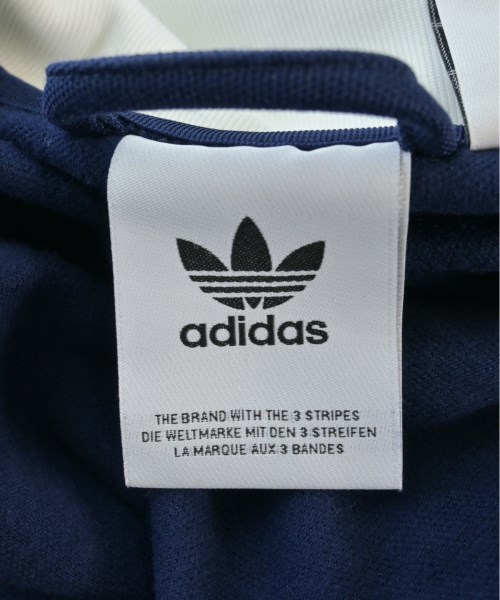 adidas
THE BRAND WITH THE 3 STRIPES
DIE WELTMARKE MIT DEN 3 STREIFEN
LA MARQUE AUX 3 BANDES